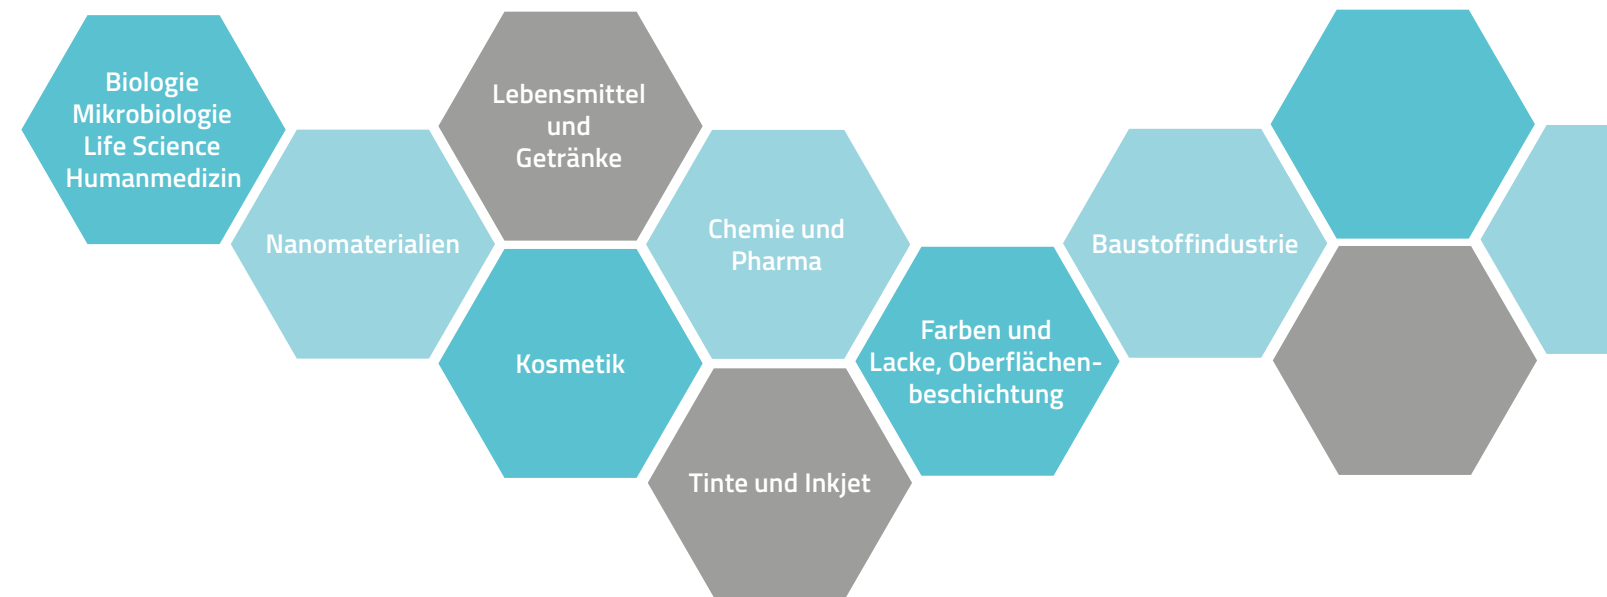 Biologie
Mikrobiologie
Life Science
Humanmedizin
Nanomaterialien
Lebensmittel
und
Getränke
Kosmetik
Chemie und
Pharma
Tinte und Inkjet
Farben und
Lacke, Oberflächen-
beschichtung
Baustoffindustrie